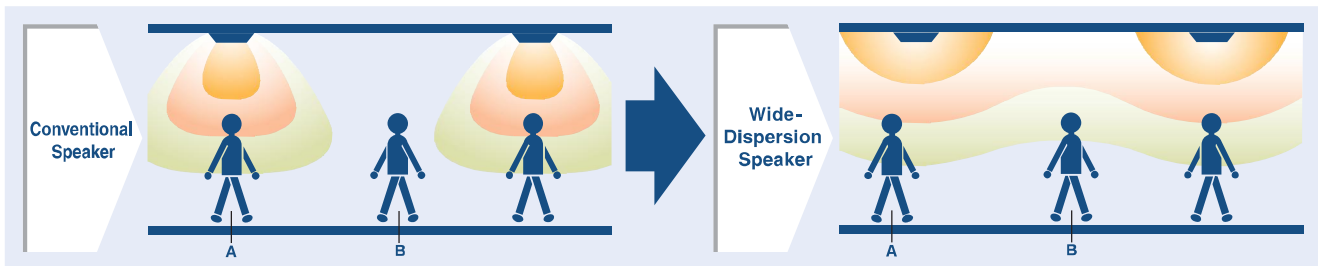 Conventional
Speaker
A
B
Wide-
Dispersion
Speaker
A
B